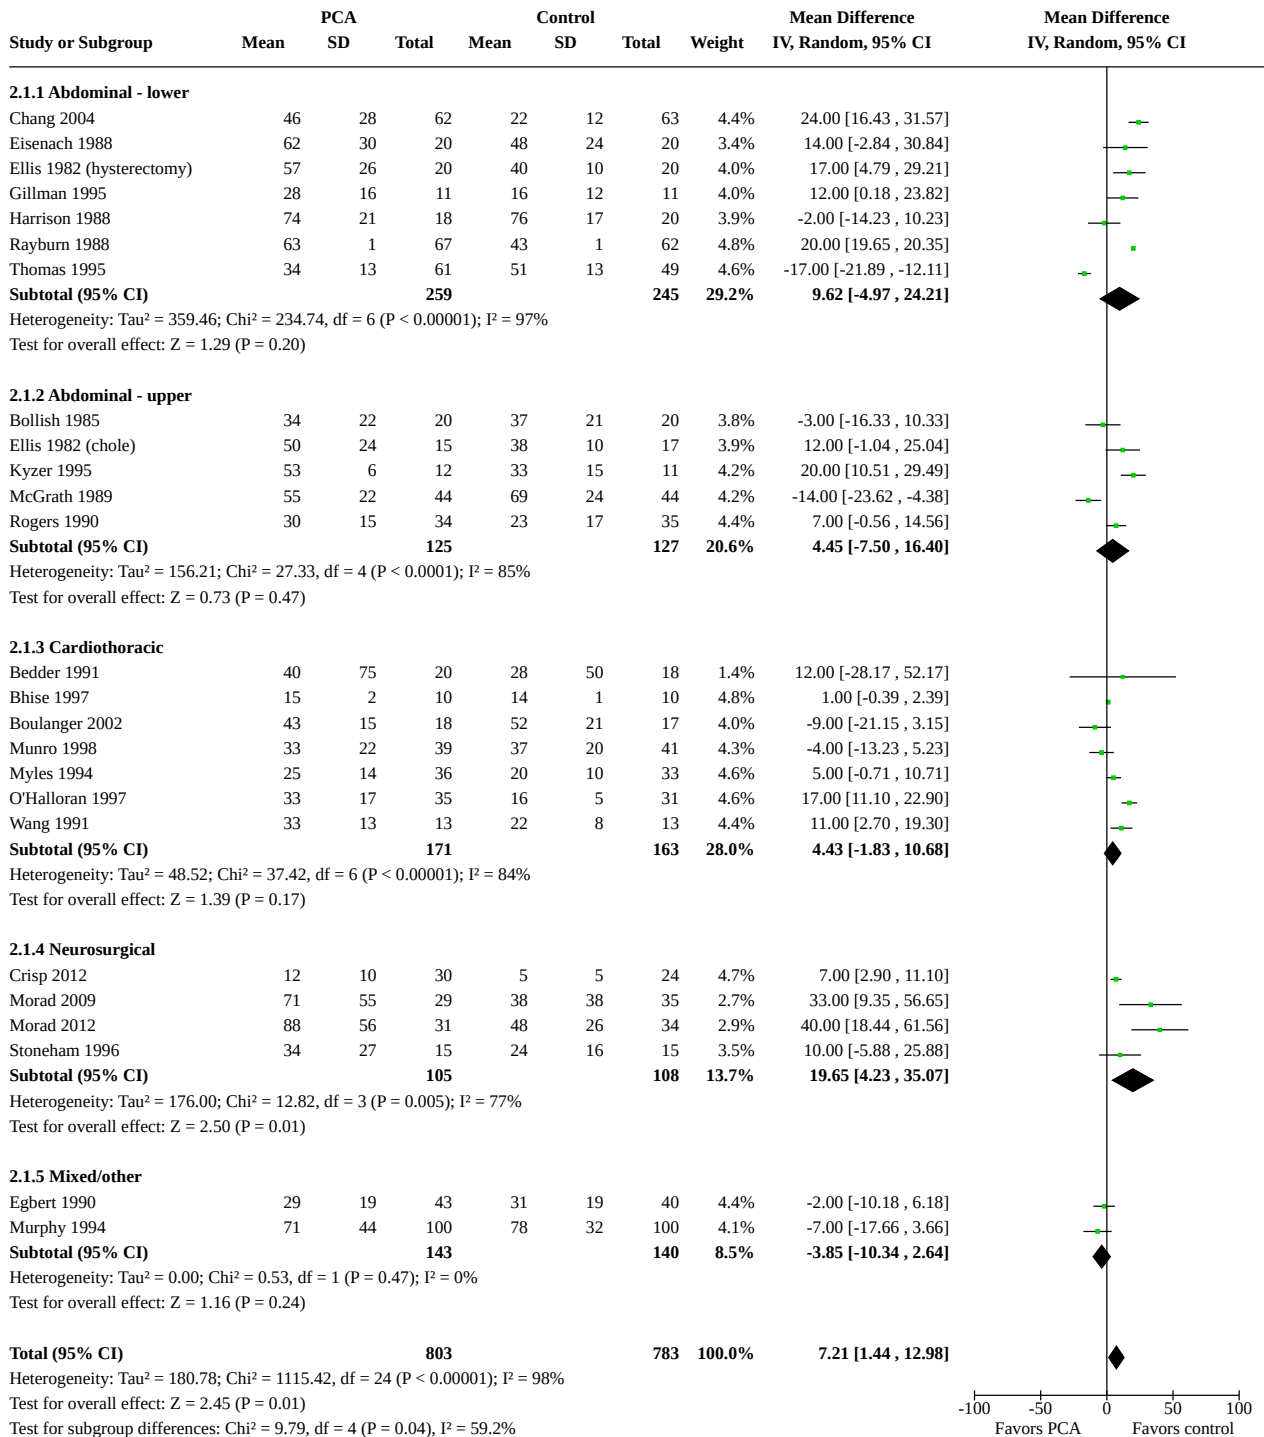 PCA Control Mean Difference Mean Difference
Study or Subgroup Mean SD Total Mean SD Total Weight IV, Random, 95% CI IV, Random, 95% CI
2.1.1 Abdominal - lower
Chang 2004 46 28 62 22 12 63 4.4% 24.00 [16.43 , 31.57]
Eisenach 1988 62 30 20 48 24 20 3.4% 14.00 [-2.84 , 30.84]
Ellis 1982 (hysterectomy) 57 26 20 40 10 20 4.0% 17.00 [4.79 , 29.21]
Gillman 1995 28 16 11 16 12 11 4.0% 12.00 [0.18 , 23.82]
Harrison 1988 74 21 18 76 17 20 3.9% -2.00 [-14.23 , 10.23]
Rayburn 1988 63 1 67 43 1 62 4.8% 20.00 [19.65 , 20.35]
Thomas 1995 34 13 61 51 13 49 4.6% -17.00 [-21.89 , -12.11]
Subtotal (95% CI) 259 245 29.2% 9.62 [-4.97 , 24.21]
Heterogeneity: Tau² = 359.46; Chi² = 234.74, df = 6 (P < 0.00001); I² = 97%
Test for overall effect: Z = 1.29 (P = 0.20)
2.1.2 Abdominal - upper
Bollish 1985 34 22 20 37 21 20 3.8% -3.00 [-16.33 , 10.33]
Ellis 1982 (chole) 50 24 15 38 10 17 3.9% 12.00 [-1.04 , 25.04]
Kyzer 1995 53 6 12 33 15 11 4.2% 20.00 [10.51 , 29.49]
McGrath 1989 55 22 44 69 24 44 4.2% -14.00 [-23.62 , -4.38]
Rogers 1990 30 15 34 23 17 35 4.4% 7.00 [-0.56 , 14.56]
Subtotal (95% CI) 125 127 20.6% 4.45 [-7.50 , 16.40]
Heterogeneity: Tau² = 156.21; Chi² = 27.33, df = 4 (P < 0.0001); I² = 85%
Test for overall effect: Z = 0.73 (P = 0.47)
2.1.3 Cardiothoracic
Bedder 1991 40 75 20 28 50 18 1.4% 12.00 [-28.17 , 52.17]
Bhise 1997 15 2 10 14 1 10 4.8% 1.00 [-0.39 , 2.39]
Boulanger 2002 43 15 18 52 21 17 4.0% -9.00 [-21.15 , 3.15]
Munro 1998 33 22 39 37 20 41 4.3% -4.00 [-13.23 , 5.23]
Myles 1994 25 14 36 20 10 33 4.6% 5.00 [-0.71 , 10.71]
O'Halloran 1997 33 17 35 16 5 31 4.6% 17.00 [11.10 , 22.90]
Wang 1991 33 13 13 22 8 13 4.4% 11.00 [2.70 , 19.30]
Subtotal (95% CI) 171 163 28.0% 4.43 [-1.83 , 10.68]
Heterogeneity: Tau² = 48.52; Chi² = 37.42, df = 6 (P < 0.00001); I² = 84%
Test for overall effect: Z = 1.39 (P = 0.17)
2.1.4 Neurosurgical
Crisp 2012 12 10 30 5 5 24 4.7% 7.00 [2.90 , 11.10]
Morad 2009 71 55 29 38 38 35 2.7% 33.00 [9.35 , 56.65]
Morad 2012 88 56 31 48 26 34 2.9% 40.00 [18.44 , 61.56]
Stoneham 1996 34 27 15 24 16 15 3.5% 10.00 [-5.88 , 25.88]
Subtotal (95% CI) 105 108 13.7% 19.65 [4.23 , 35.07]
Heterogeneity: Tau² = 176.00; Chi² = 12.82, df = 3 (P = 0.005); I² = 77%
Test for overall effect: Z = 2.50 (P = 0.01)
2.1.5 Mixed/other
Egbert 1990 29 19 43 31 19 40 4.4% -2.00 [-10.18 , 6.18]
Murphy 1994 71 44 100 78 32 100 4.1% -7.00 [-17.66 , 3.66]
Subtotal (95% CI) 143 140 8.5% -3.85 [-10.34 , 2.64]
Heterogeneity: Tau² = 0.00; Chi² = 0.53, df = 1 (P = 0.47); I² = 0%
Test for overall effect: Z = 1.16 (P = 0.24)
Total (95% CI) 803 783 100.0% 7.21 [1.44 , 12.98]
Heterogeneity: Tau² = 180.78; Chi² = 1115.42, df = 24 (P < 0.00001); I² = 98%
Test for overall effect: Z = 2.45 (P = 0.01)
-100 -50 0 50 100
Test for subgroup differences: Chi² = 9.79, df = 4 (P = 0.04), I² = 59.2% Favors PCA Favors control